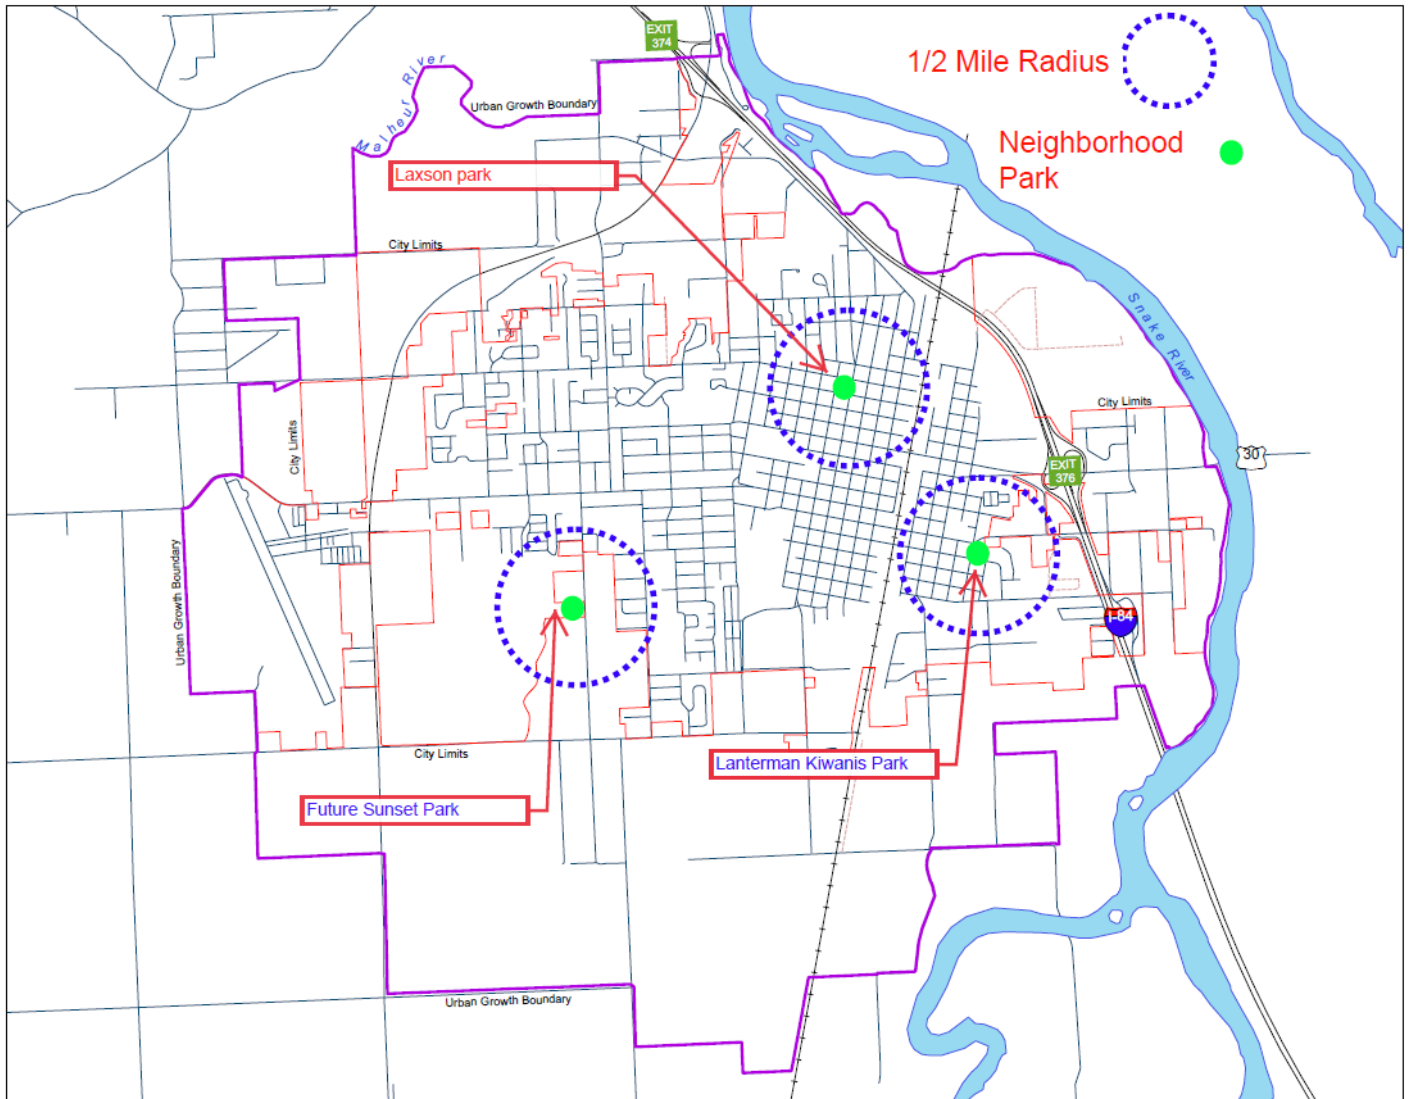 EXIT
374
1/2 Mile Radius
Malheur River
Urban Growth Boundary
Neighborhood
Park
Laxson park
City Limits
Snake River
City Limits
City Limits
30
EXIT
376
Urban Growth Boundary
I-84
City Limits
Lanterman Kiwanis Park
Future Sunset Park
Urban Growth Boundary